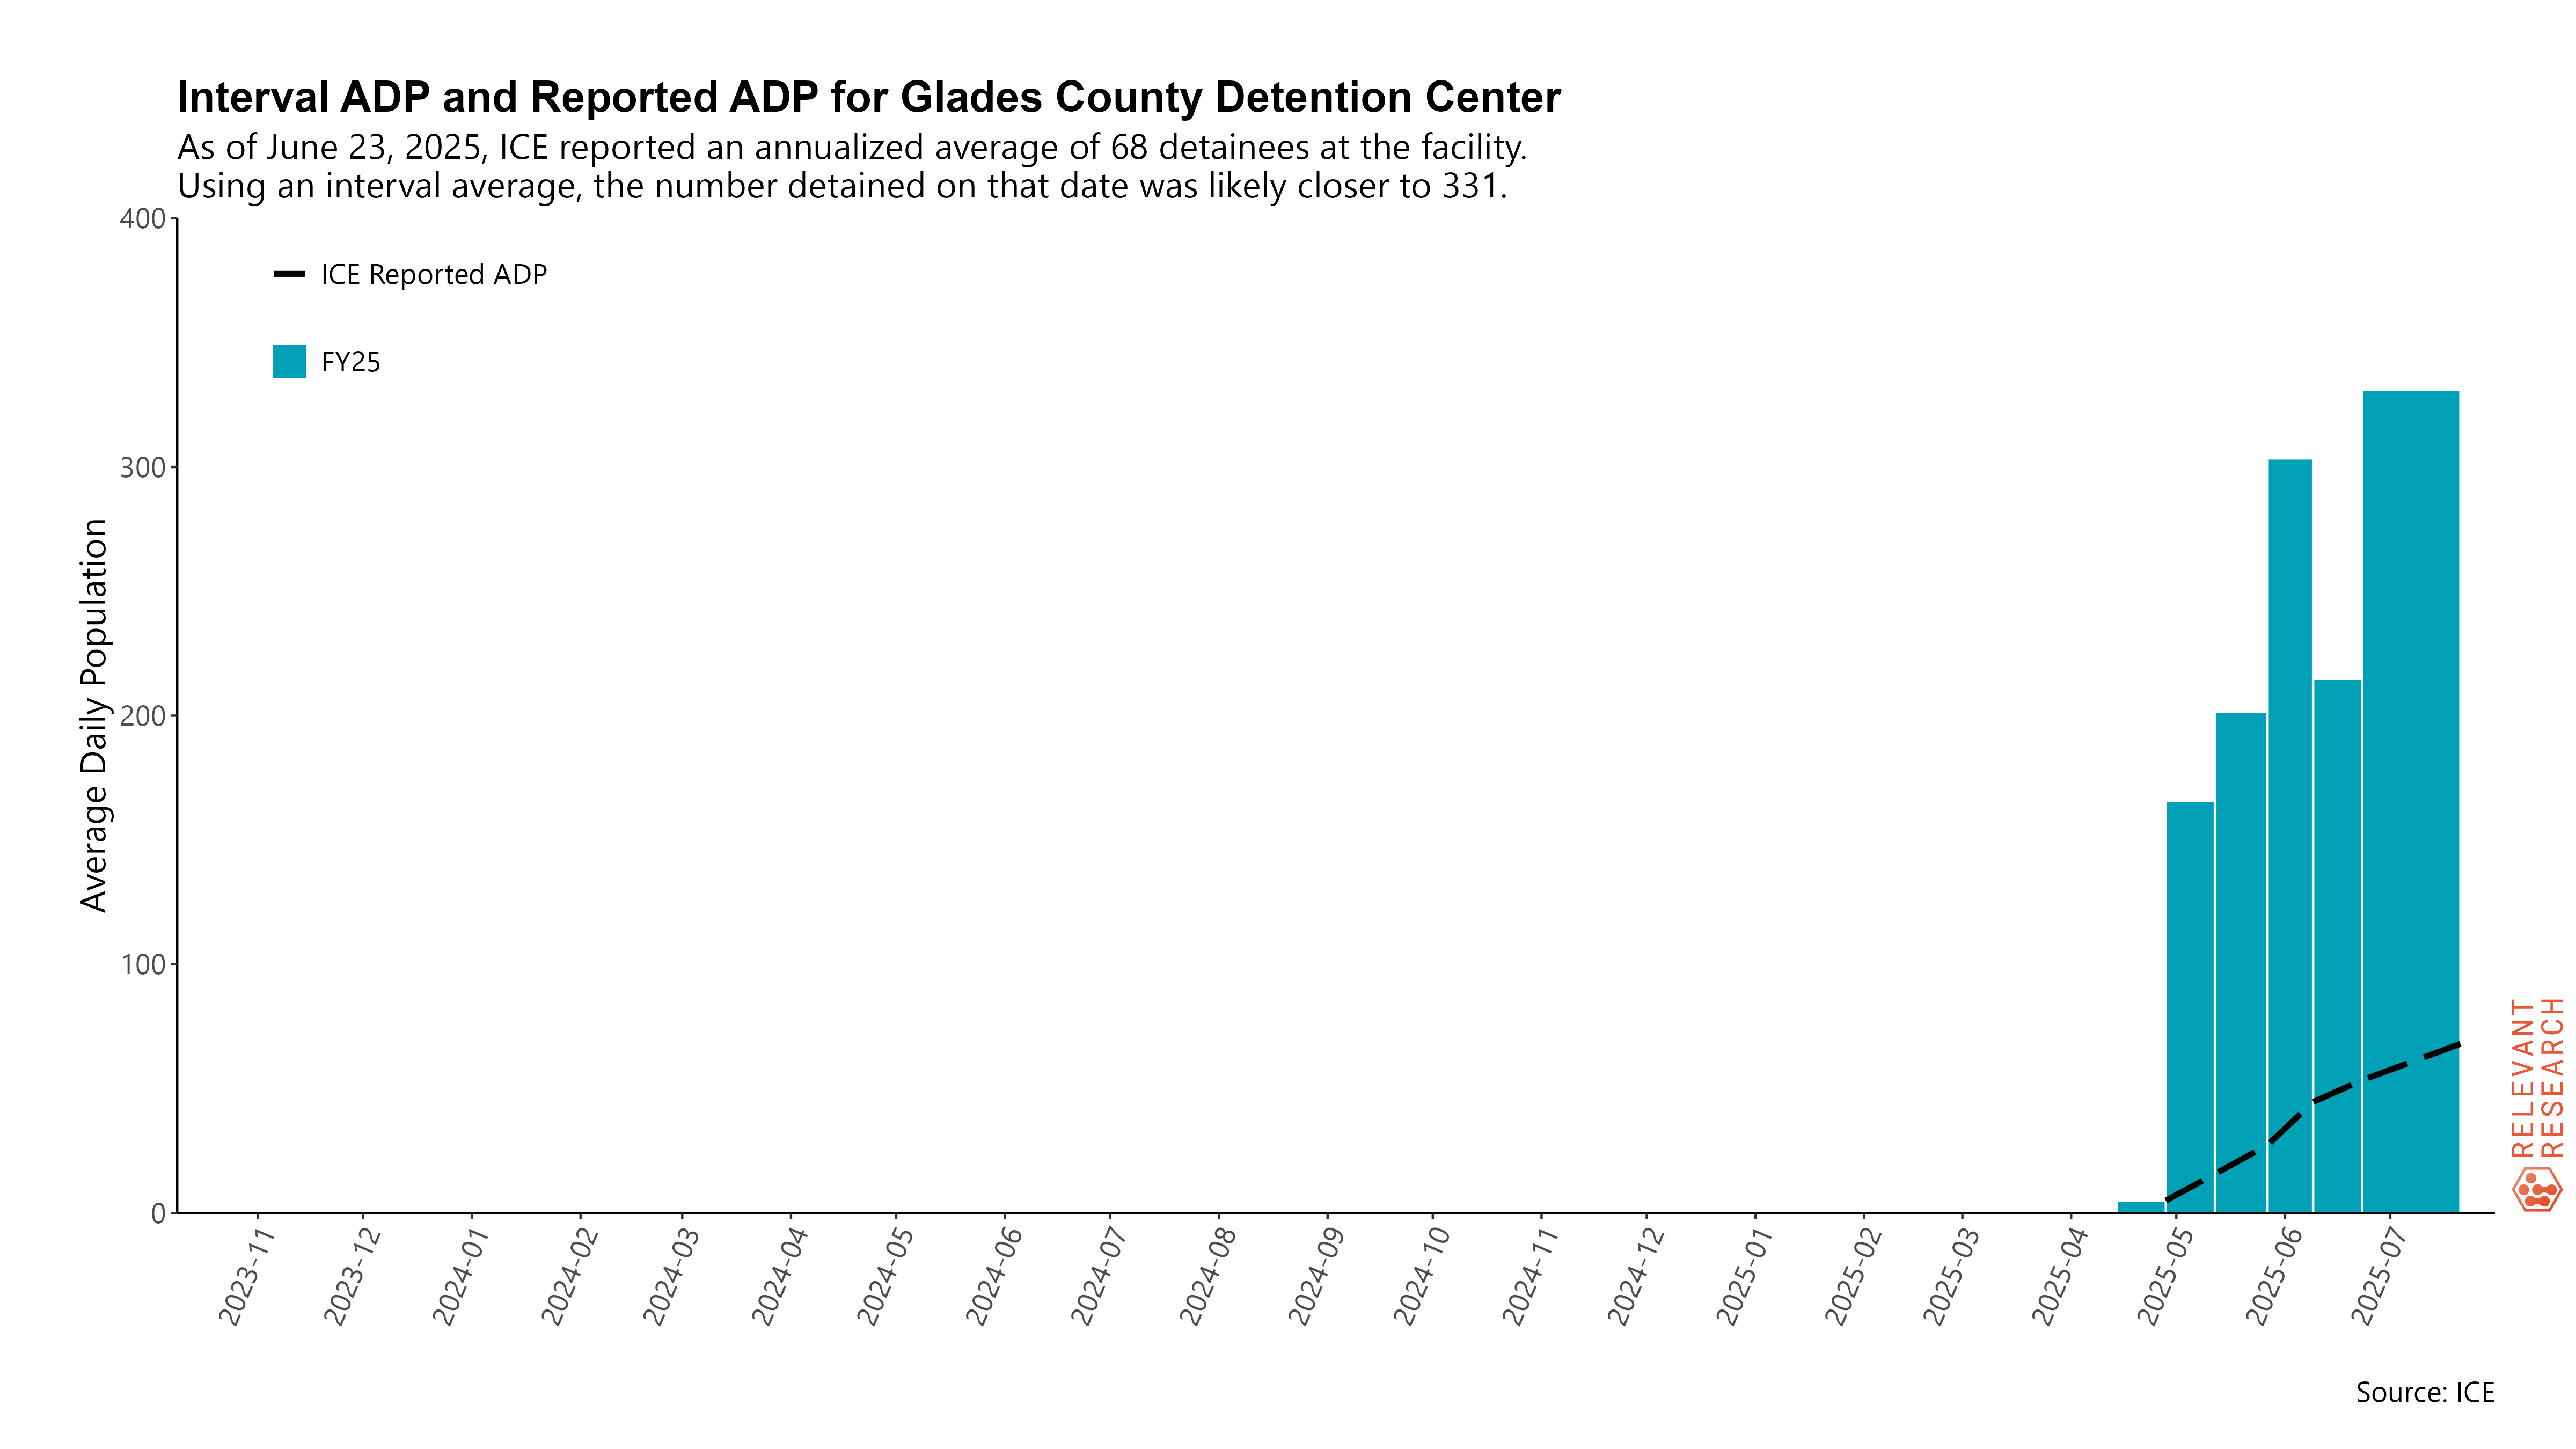 Interval ADP and Reported ADP for Glades County Detention Center
As of June 23, 2025, ICE reported an annualized average of 68 detainees at the facility.
Using an interval average, the number detained on that date was likely closer to 331.
400
300
200
100
0
Average Daily Population
ICE Reported ADP
FY25
2023-11
2023-12
2024-01
2024-02
2024-03
2024-04
2024-05
2024-06
2024-07
2024-08
2024-09
2024-10
2024-11
2024-12
2025-01
2025-02
2025-03
2025-04
2025-05
2025-06
2025-07
RELEVANT
RESEARCH
Source: ICE